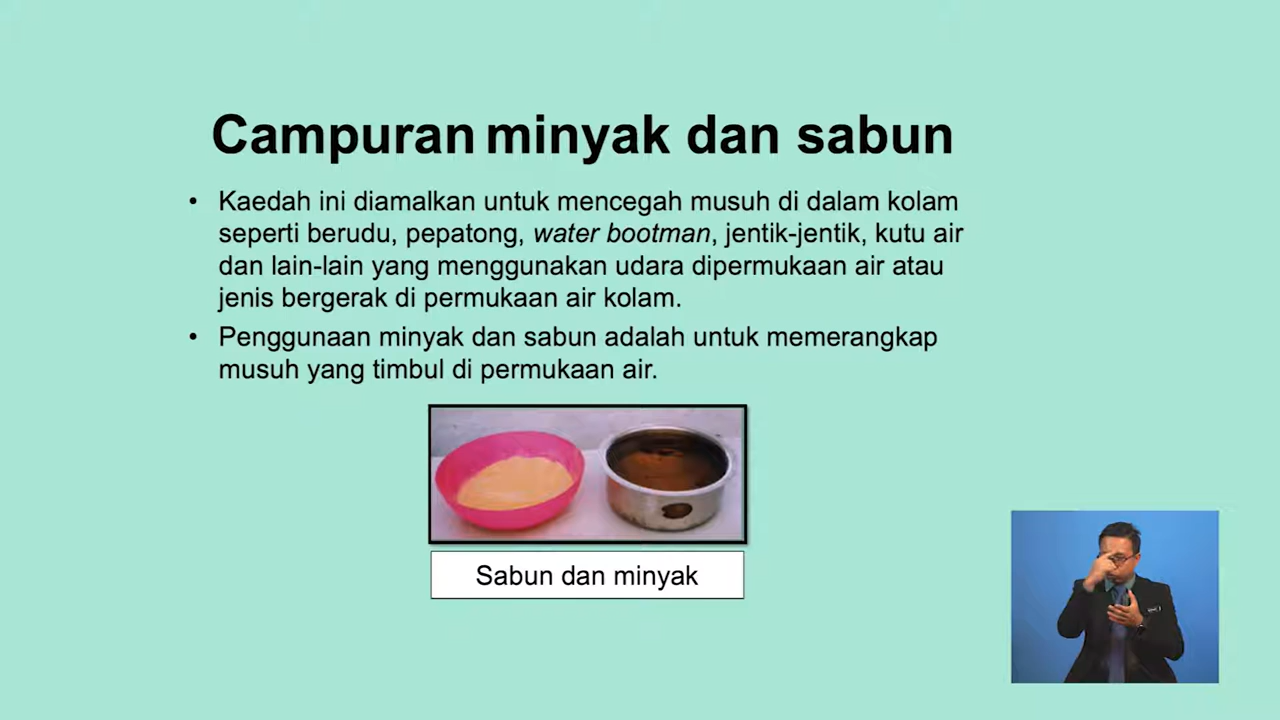 Campuran minyak dan sabun
• Kaedah ini diamalkan untuk mencegah musuh di dalam kolam
seperti berudu, pepatong, water bootman, jentik-jentik, kutu air
dan lain-lain yang menggunakan udara dipermukaan air atau
jenis bergerak di permukaan air kolam.
• Penggunaan minyak dan sabun adalah untuk memerangkap
musuh yang timbul di permukaan air.
Sabun dan minyak